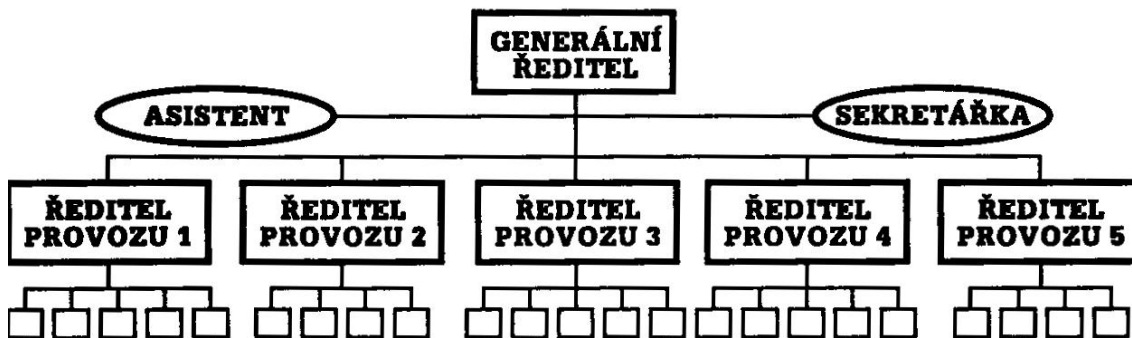 GENERÁLNÍ
ŘEDITEL
ASISTENT
SEKRETÁŘKA
ŘEDITEL
PROVOZU 1
ŘEDITEL
PROVOZU 2
ŘEDITEL
PROVOZU 3
ŘEDITEL
PROVOZU 4
ŘEDITEL
PROVOZU 5